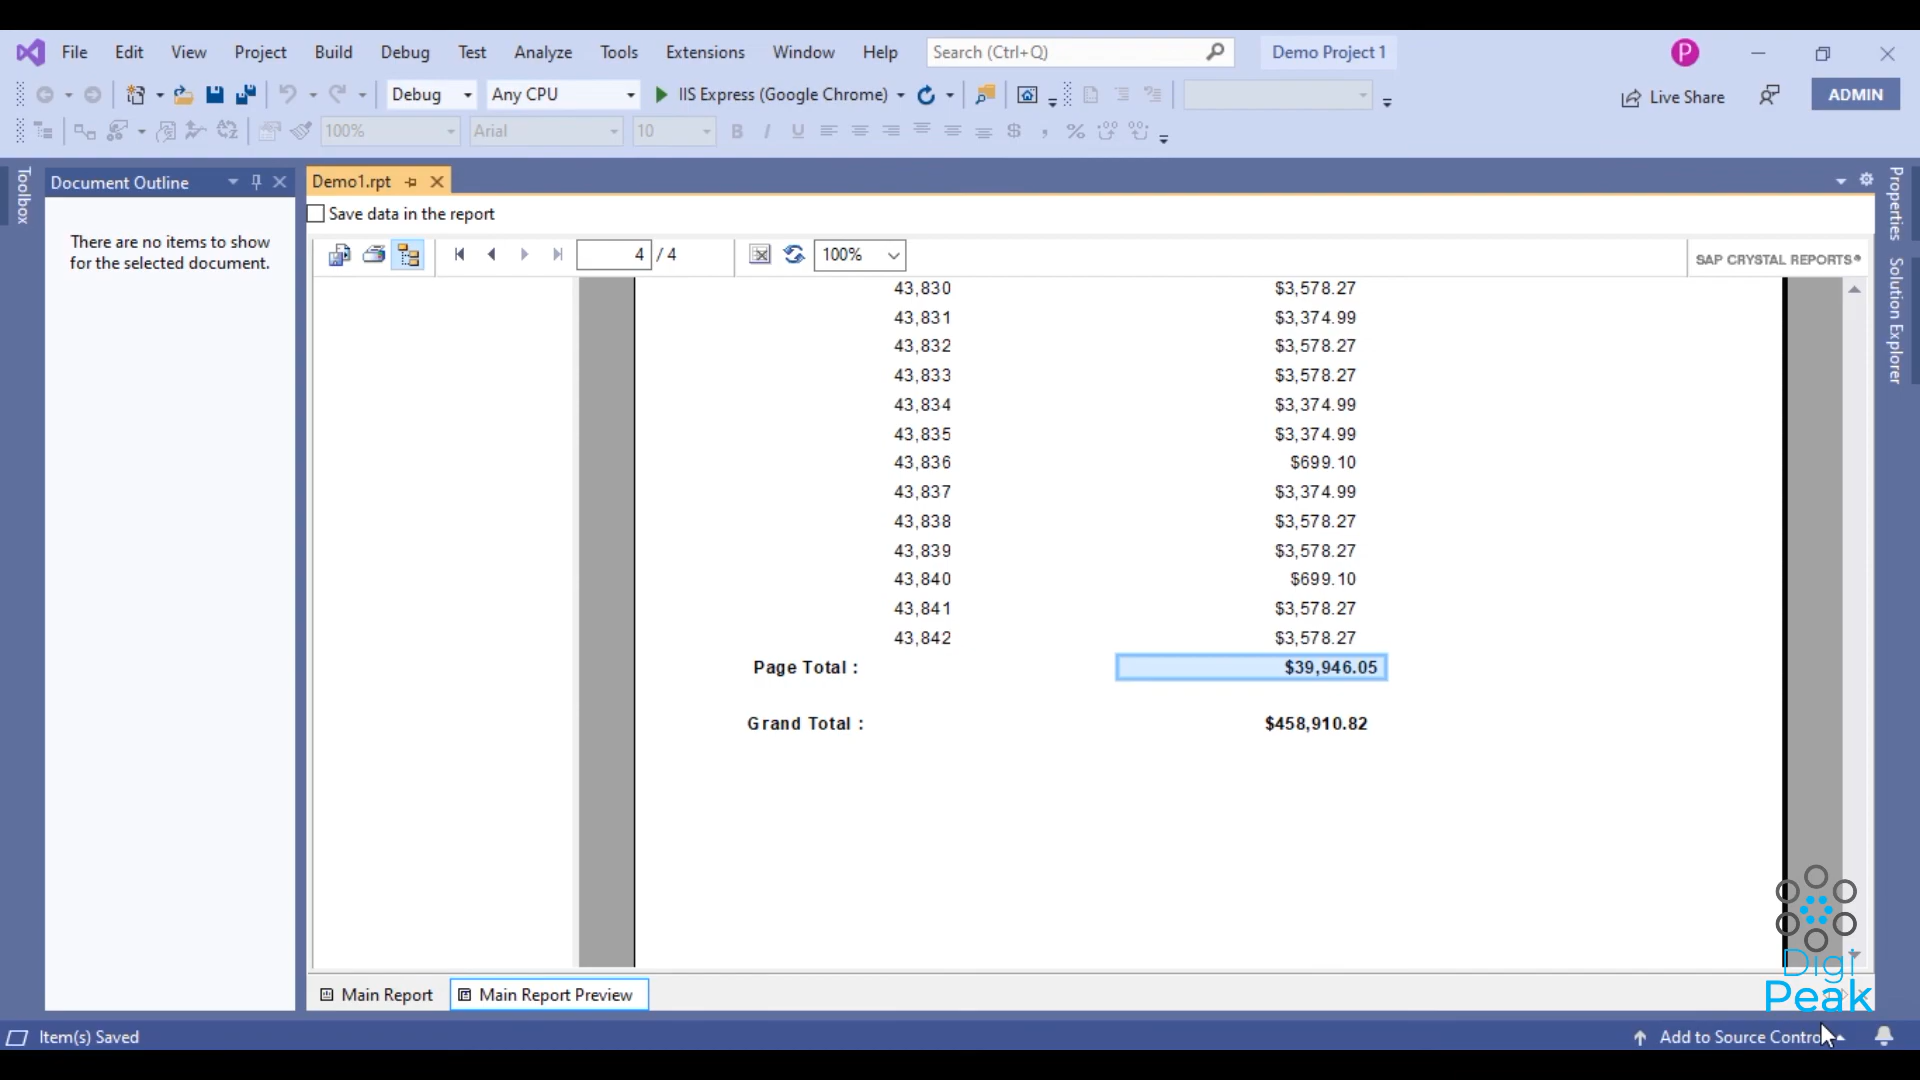 File Edit View Project Build Debug Test Analyze Tools Extensions Window Help Search (Ctrl+Q) Demo Project 1 P
Debug Any CPU IIS Express (Google Chrome) Live Share ADMIN
100% Arial 10 B I U $ , %
Toolbox
Document Outline
There are no items to show
for the selected document.
Demo1.rpt
Save data in the report
4 / 4 100% SAP CRYSTAL REPORTS
43,830 $3,578.27
43,831 $3,374.99
43,832 $3,578.27
43,833 $3,578.27
43,834 $3,374.99
43,835 $3,374.99
43,836 $699.10
43,837 $3,374.99
43,838 $3,578.27
43,839 $3,578.27
43,840 $699.10
43,841 $3,578.27
43,842 $3,578.27
Page Total : $39,946.05
Grand Total : $458,910.82
Properties
Solution Explorer
Main Report Main Report Preview
Digi
Peak
Item(s) Saved Add to Source Contro